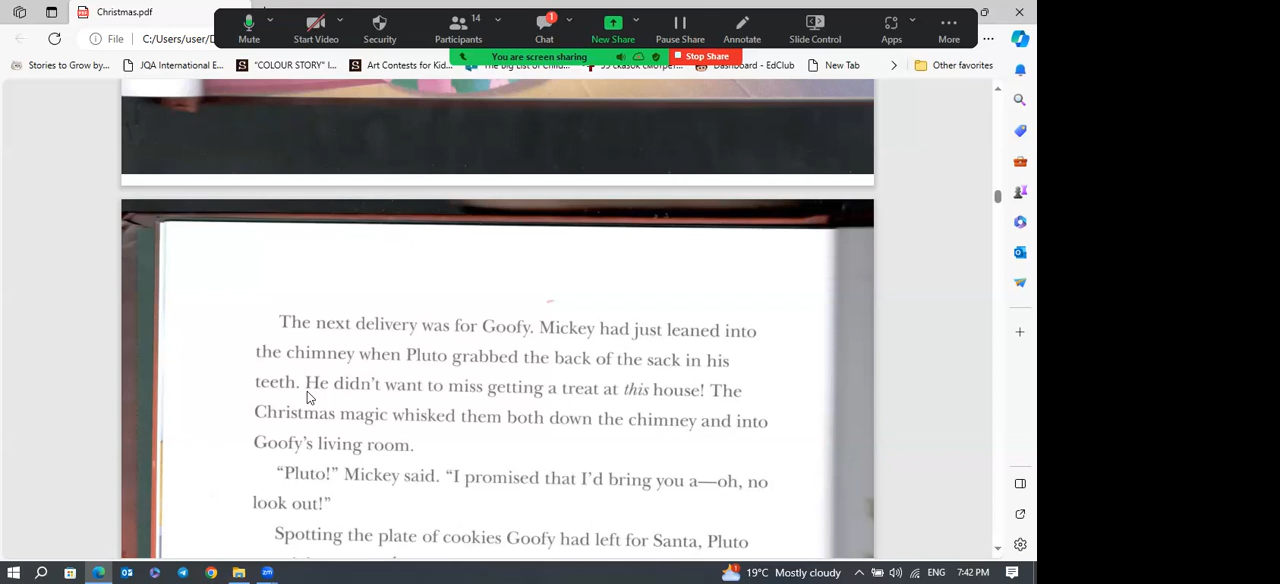 Christmas.pdf
14
1
Mute
Start Video
Security
Participants
Chat
New Share
Pause Share
Annotate
Slide Control
Apps
More
File
C:/Users/user/D
You are screen sharing
Stop Share
Stories to Grow by...
JQA International E...
"COLOUR STORY" I...
Art Contests for Kid...
Dashboard - EdClub
New Tab
Other favorites
The next delivery was for Goofy. Mickey had just leaned into
the chimney when Pluto grabbed the back of the sack in his
teeth. He didn't want to miss getting a treat at this house! The
Christmas magic whisked them both down the chimney and into
Goofy's living room.
"Pluto!" Mickey said. "I promised that I'd bring you a—oh, no
look out!"
Spotting the plate of cookies Goofy had left for Santa, Pluto
19°C Mostly cloudy
ENG
7:42 PM